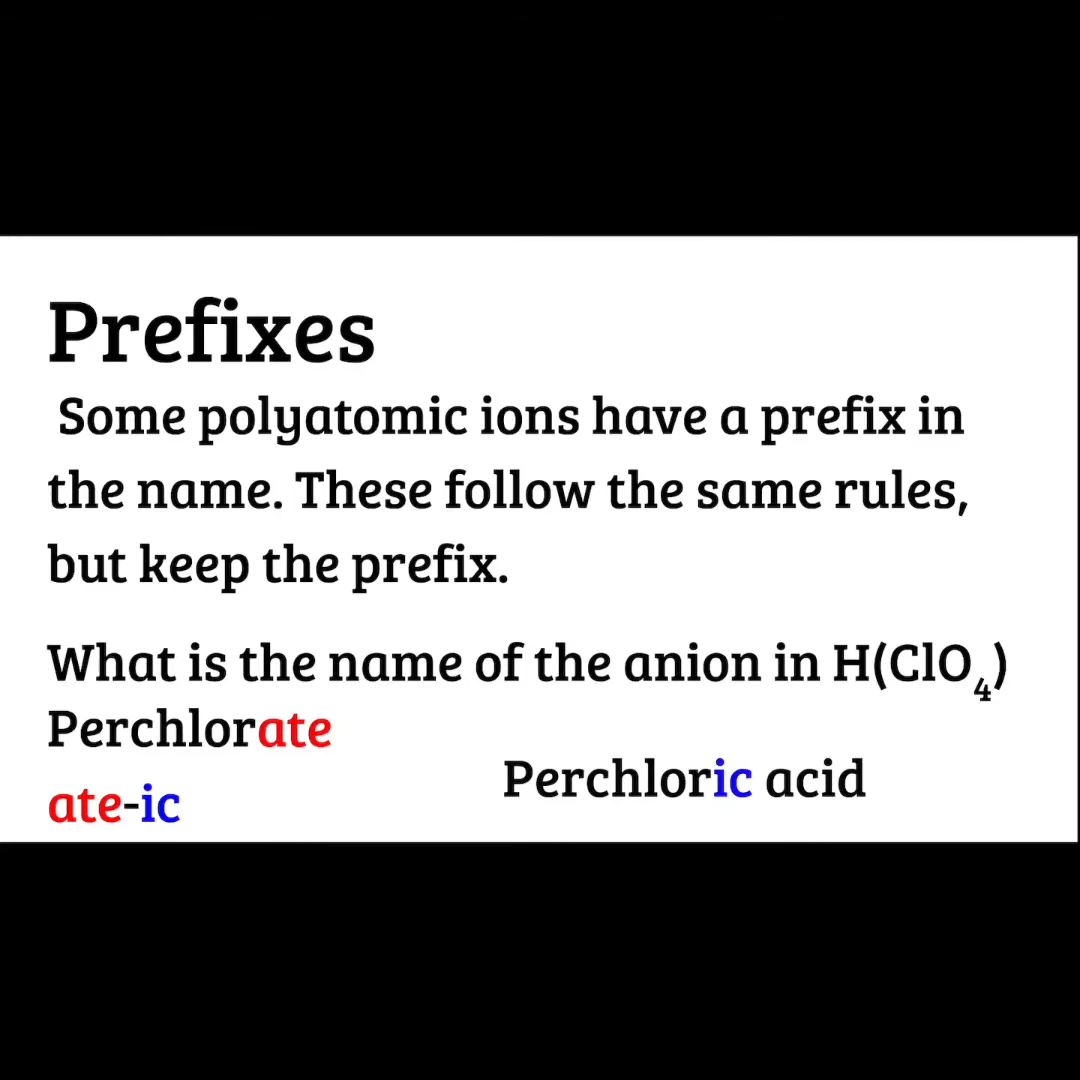 Prefixes
Some polyatomic ions have a prefix in
the name. These follow the same rules,
but keep the prefix.
What is the name of the anion in H(ClO₄)
Perchlorate
Perchloric acid
ate-ic